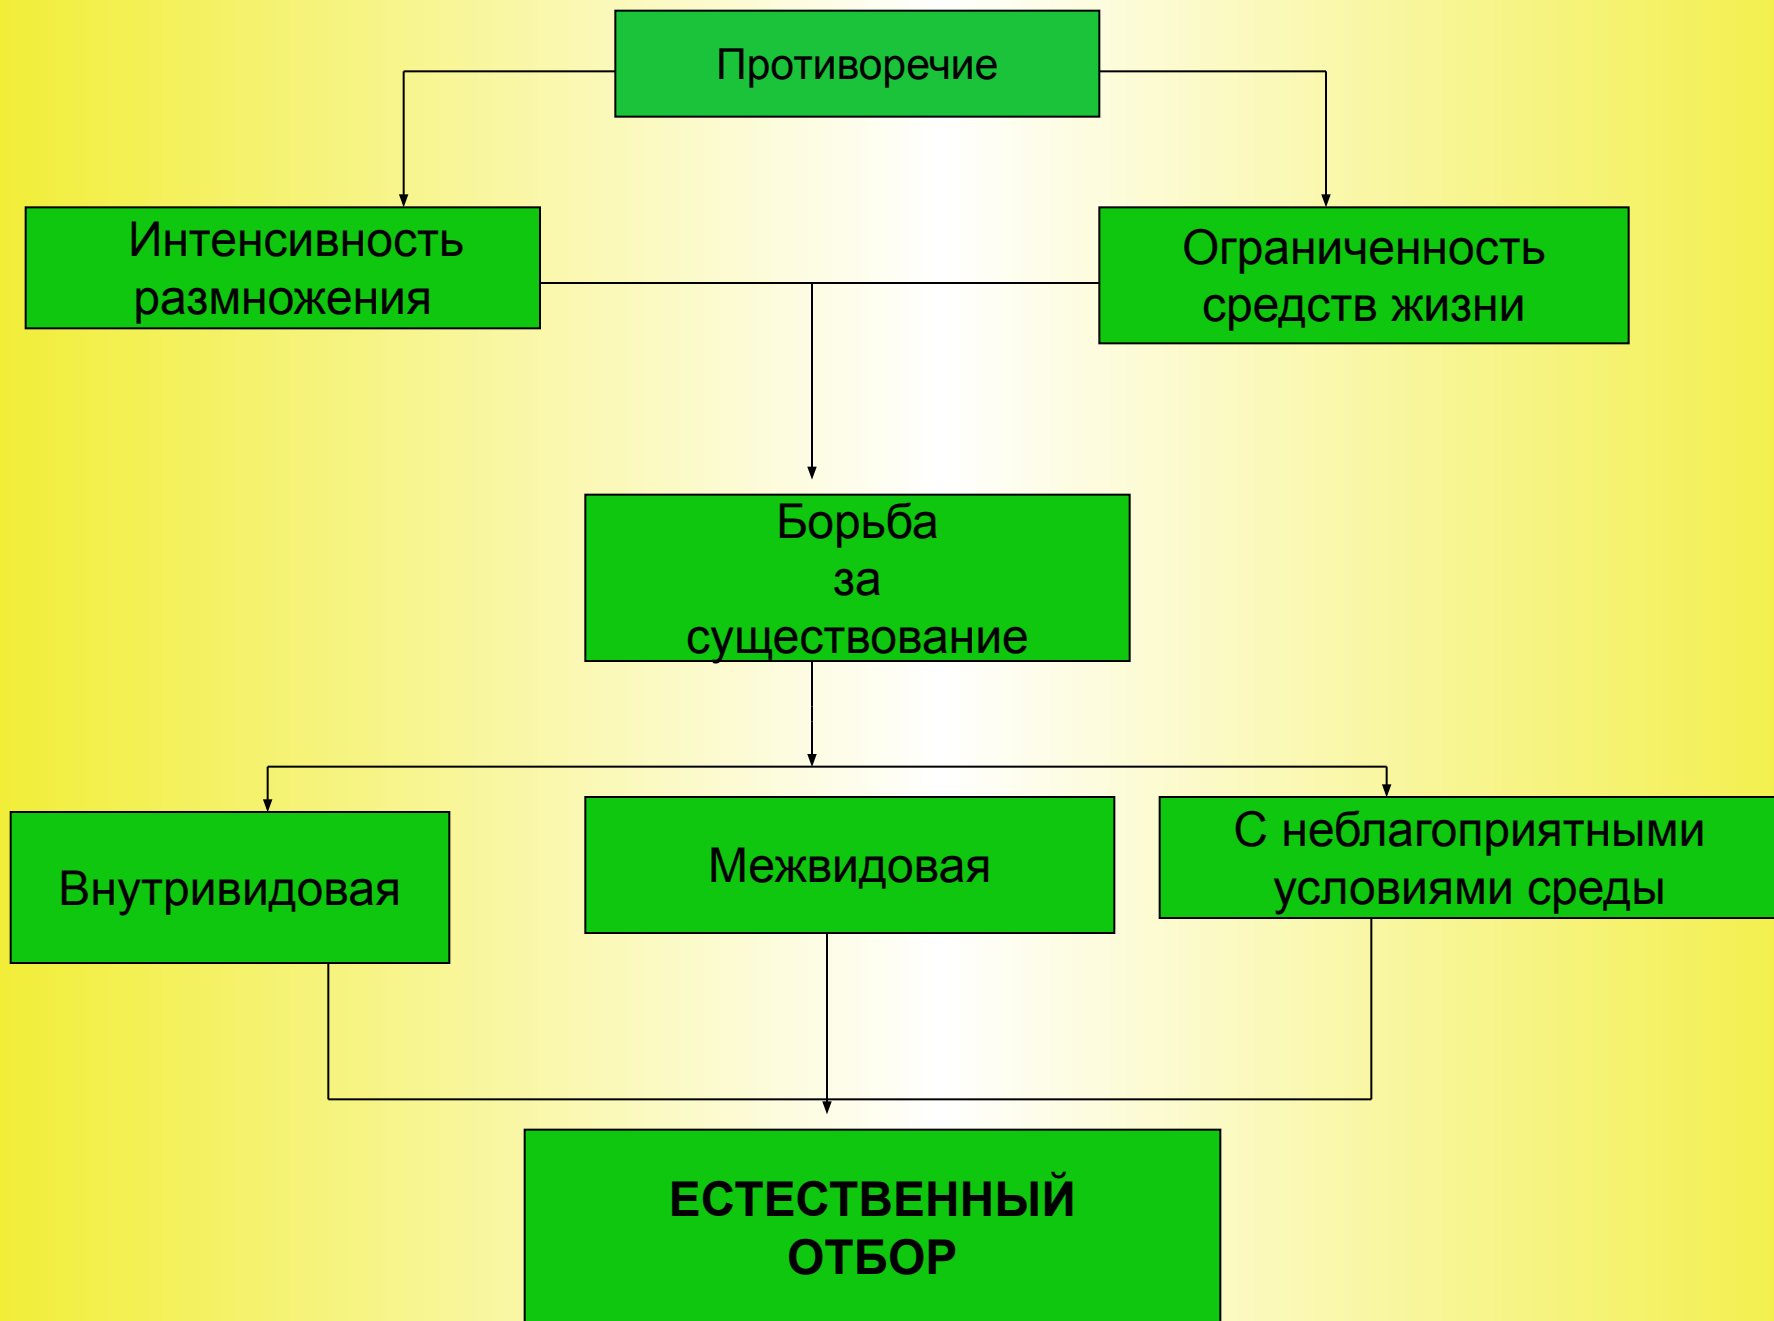 Противоречие
Интенсивность
размножения
Ограниченность
средств жизни
Борьба
за
существование
Внутривидовая
Межвидовая
С неблагоприятными
условиями среды
ЕСТЕСТВЕННЫЙ
ОТБОР